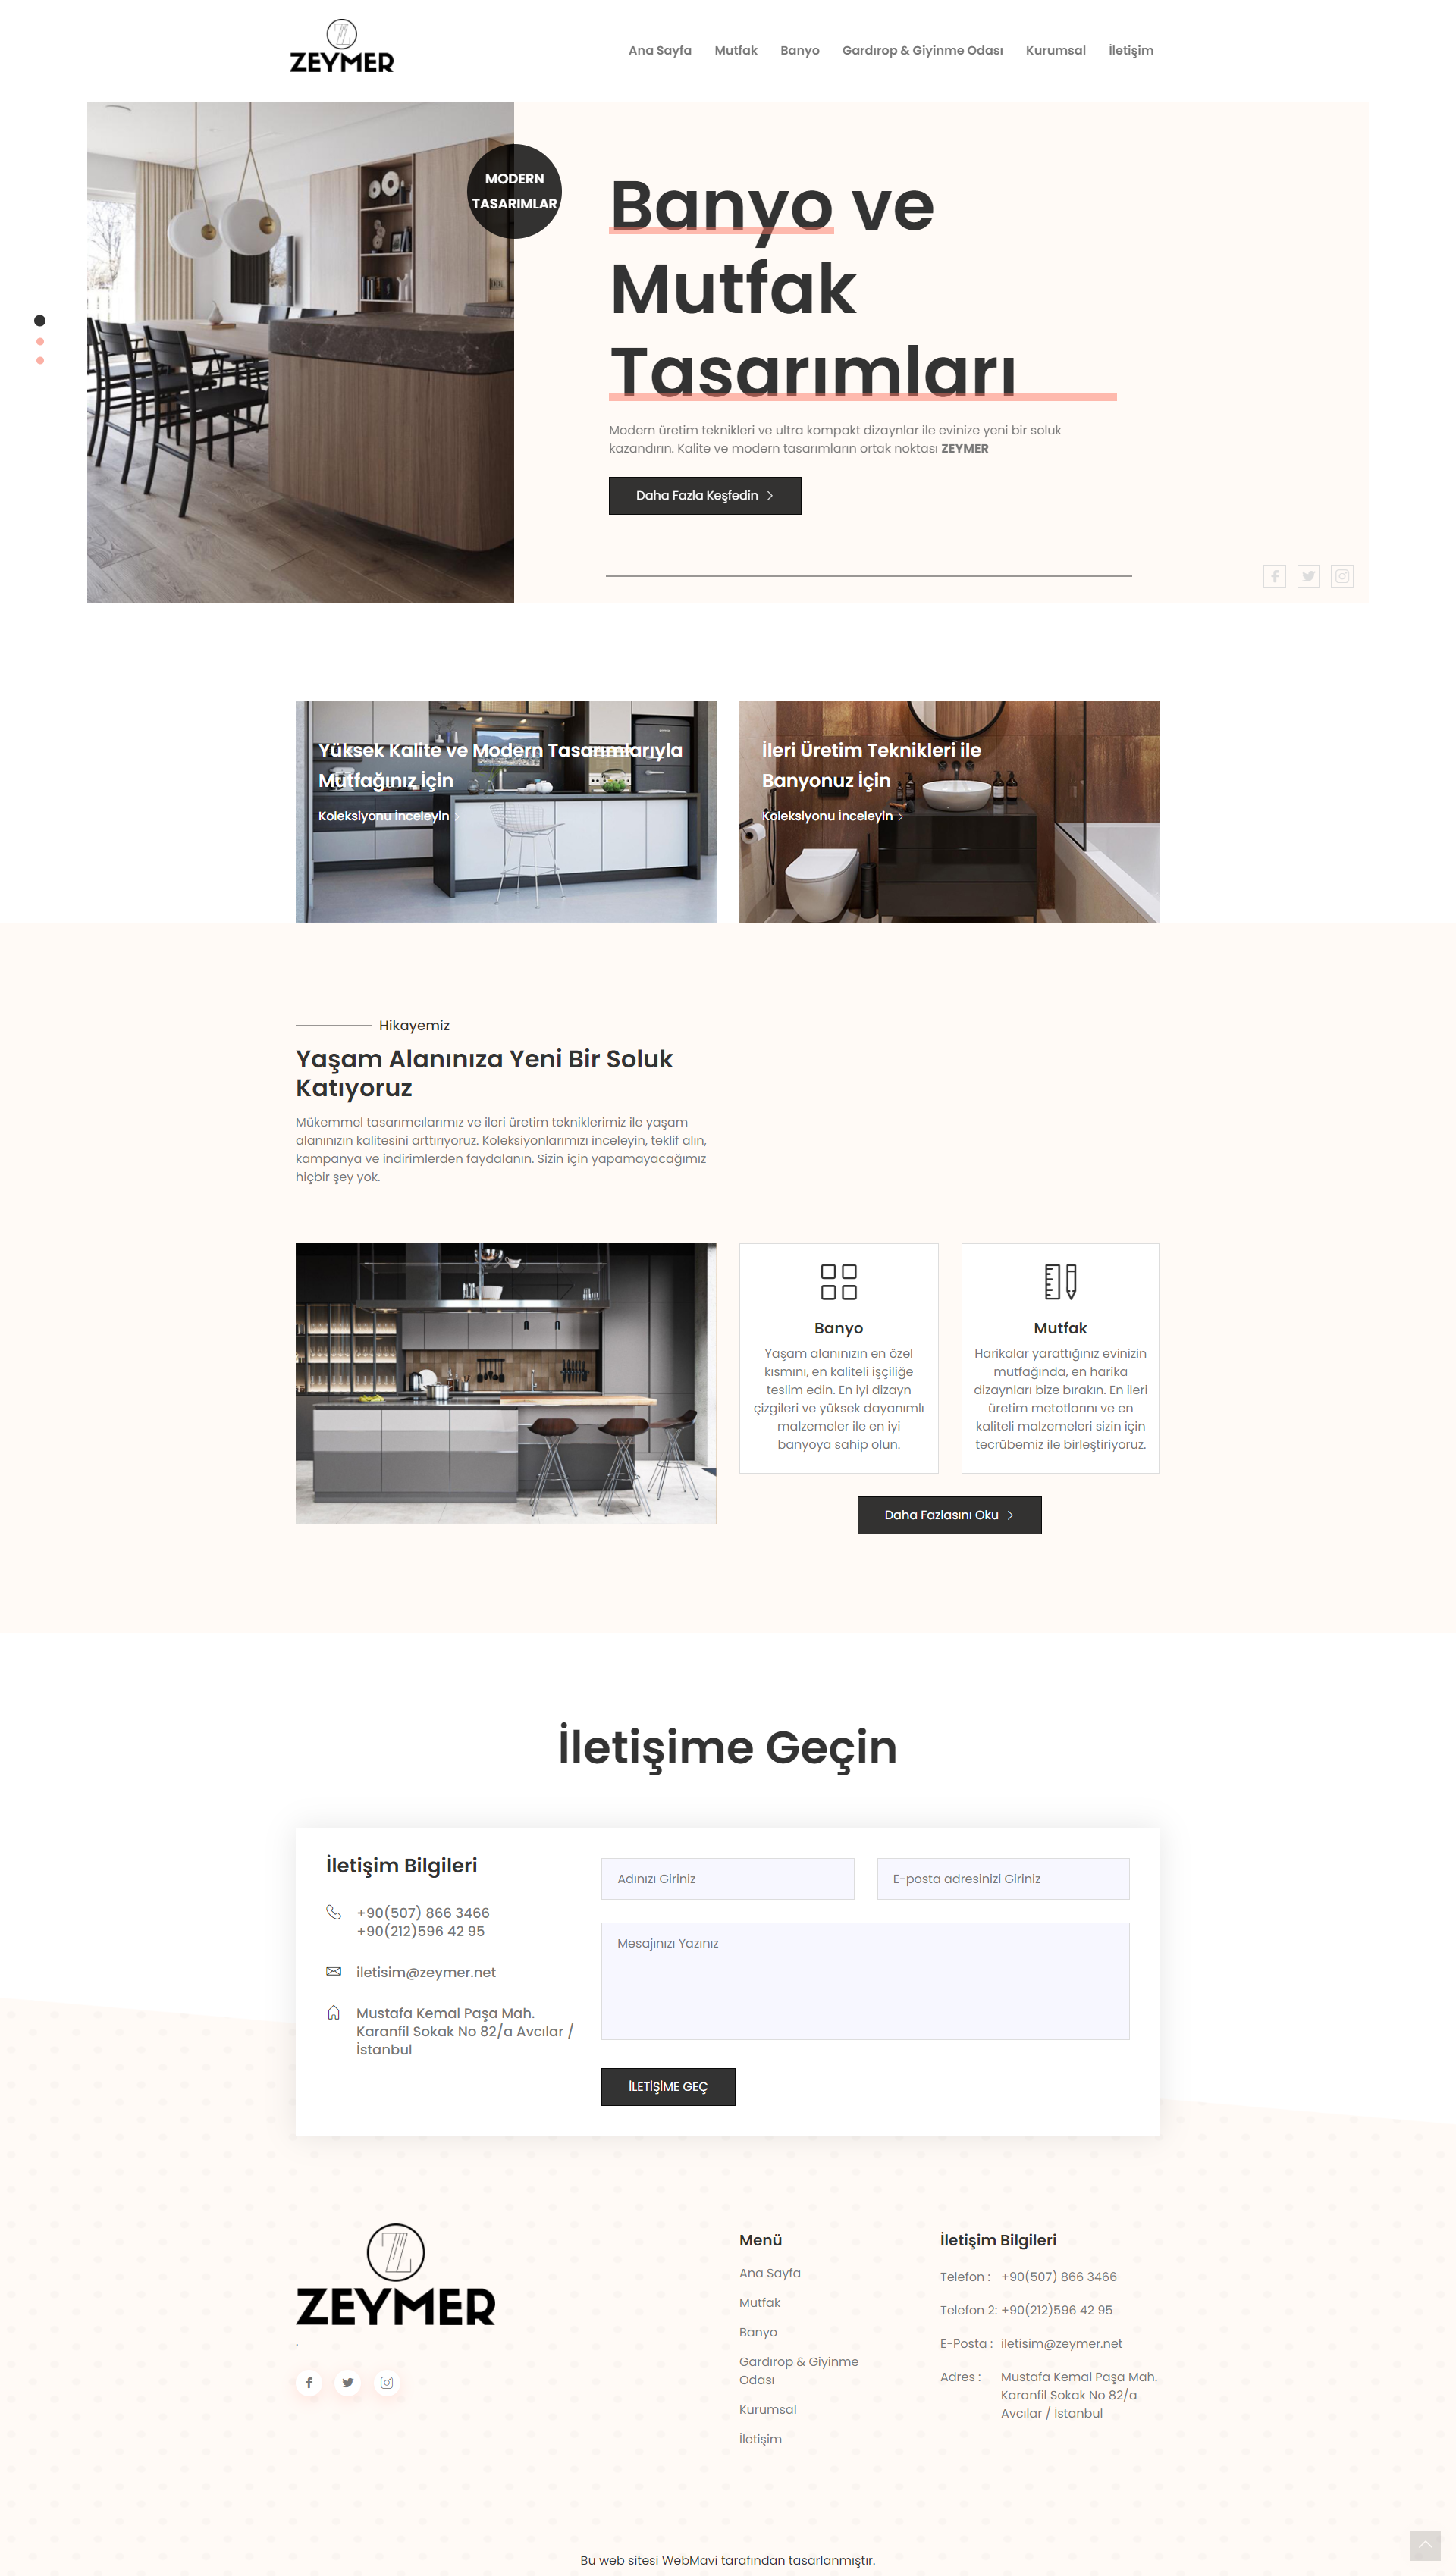 ZEYMER
Ana Sayfa
Mutfak
Banyo
Gardırop & Giyinme Odası
Kurumsal
İletişim
MODERN
TASARIMLAR
Banyo ve
Mutfak
Tasarımları
Modern üretim teknikleri ve ultra kompakt dizaynlar ile evinize yeni bir soluk
kazandırın. Kalite ve modern tasarımların ortak noktası ZEYMER
Daha Fazla Keşfedin
Yüksek Kalite ve Modern Tasarımlarıyla
Mutfağınız İçin
Koleksiyonu İnceleyin
İleri Üretim Teknikleri ile
Banyonuz İçin
Koleksiyonu İnceleyin
Hikayemiz
Yaşam Alanınıza Yeni Bir Soluk
Katıyoruz
Mükemmel tasarımcılarımız ve ileri üretim tekniklerimiz ile yaşam
alanınızın kalitesini arttırıyoruz. Koleksiyonlarımızı inceleyin, teklif alın,
kampanya ve indirimlerden faydalanın. Sizin için yapamayacağımız
hiçbir şey yok.
Banyo
Yaşam alanınızın en özel
kısmını, en kaliteli işçiliğe
teslim edin. En iyi dizayn
çizgileri ve yüksek dayanımlı
malzemeler ile en iyi
banyoya sahip olun.
Mutfak
Harikalar yarattığınız evinizin
mutfağında, en harika
dizaynları bize bırakın. En ileri
üretim metotlarını ve en
kaliteli malzemeleri sizin için
tecrübemiz ile birleştiriyoruz.
Daha Fazlasını Oku
İletişime Geçin
İletişim Bilgileri
+90(507) 866 3466
+90(212)596 42 95
iletisim@zeymer.net
Mustafa Kemal Paşa Mah.
Karanfil Sokak No 82/a Avcılar /
İstanbul
Adınızı Giriniz
E-posta adresinizi Giriniz
Mesajınızı Yazınız
İLETİŞİME GEÇ
ZEYMER
.
Menü
Ana Sayfa
Mutfak
Banyo
Gardırop & Giyinme
Odası
Kurumsal
İletişim
İletişim Bilgileri
Telefon : +90(507) 866 3466
Telefon 2: +90(212)596 42 95
E-Posta : iletisim@zeymer.net
Adres : Mustafa Kemal Paşa Mah.
Karanfil Sokak No 82/a
Avcılar / İstanbul
Bu web sitesi WebMavi tarafından tasarlanmıştır.